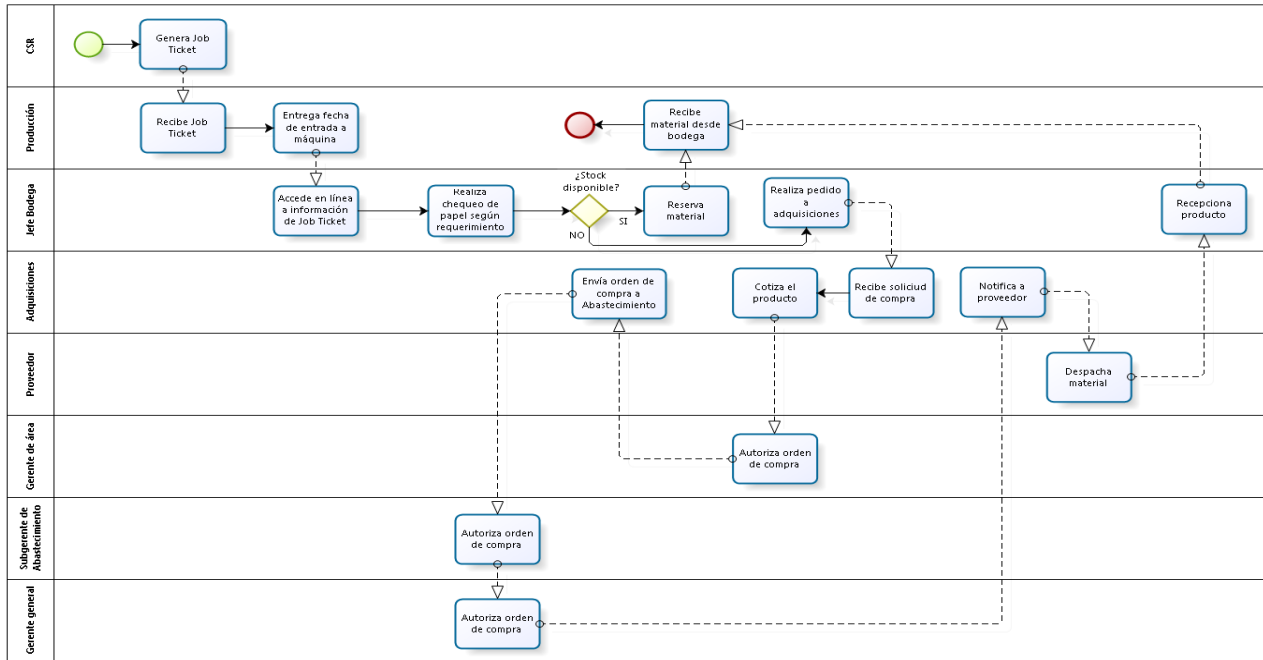 CSR
Genera Job
Ticket
Producción
Recibe Job
Ticket
Entrega fecha
de entrada a
máquina
Recibe
material desde
bodega
Jefe Bodega
Accede en línea
a información
de Job Ticket
Realiza
chequeo de
papel según
requerimiento
¿Stock
disponible?
SI
NO
Reserva
material
Realiza pedido
a
adquisiciones
Recepciona
producto
Adquisiciones
Envía orden de
compra a
Abastecimiento
Cotiza el
producto
Recibe soliciud
de compra
Notifica a
proveedor
Proveedor
Despacha
material
Gerente de área
Autoriza orden
de compra
Subgerente de
Abastecimiento
Autoriza orden
de compra
Gerente general
Autoriza orden
de compra